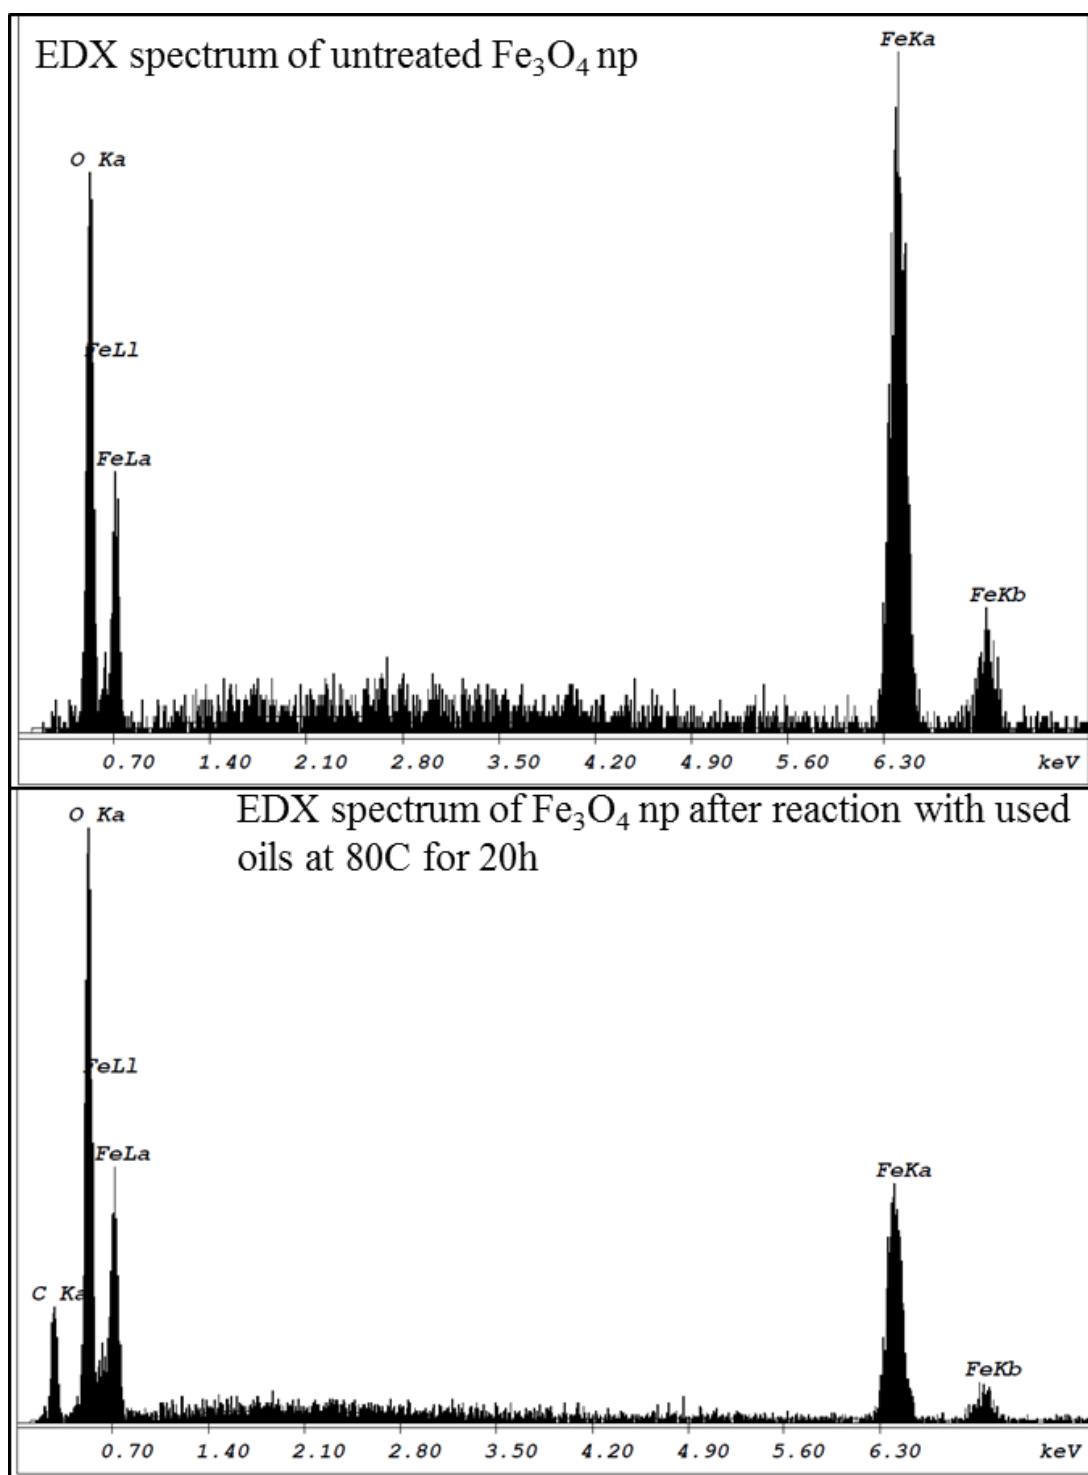 EDX spectrum of untreated Fe₃O₄ np
FeKa
O Ka
FeLl
FeLa
FeKb
0.70 1.40 2.10 2.80 3.50 4.20 4.90 5.60 6.30 keV
O Ka
EDX spectrum of Fe₃O₄ np after reaction with used
oils at 80C for 20h
FeLl
FeLa
FeKa
C Ka
FeKb
0.70 1.40 2.10 2.80 3.50 4.20 4.90 5.60 6.30 keV